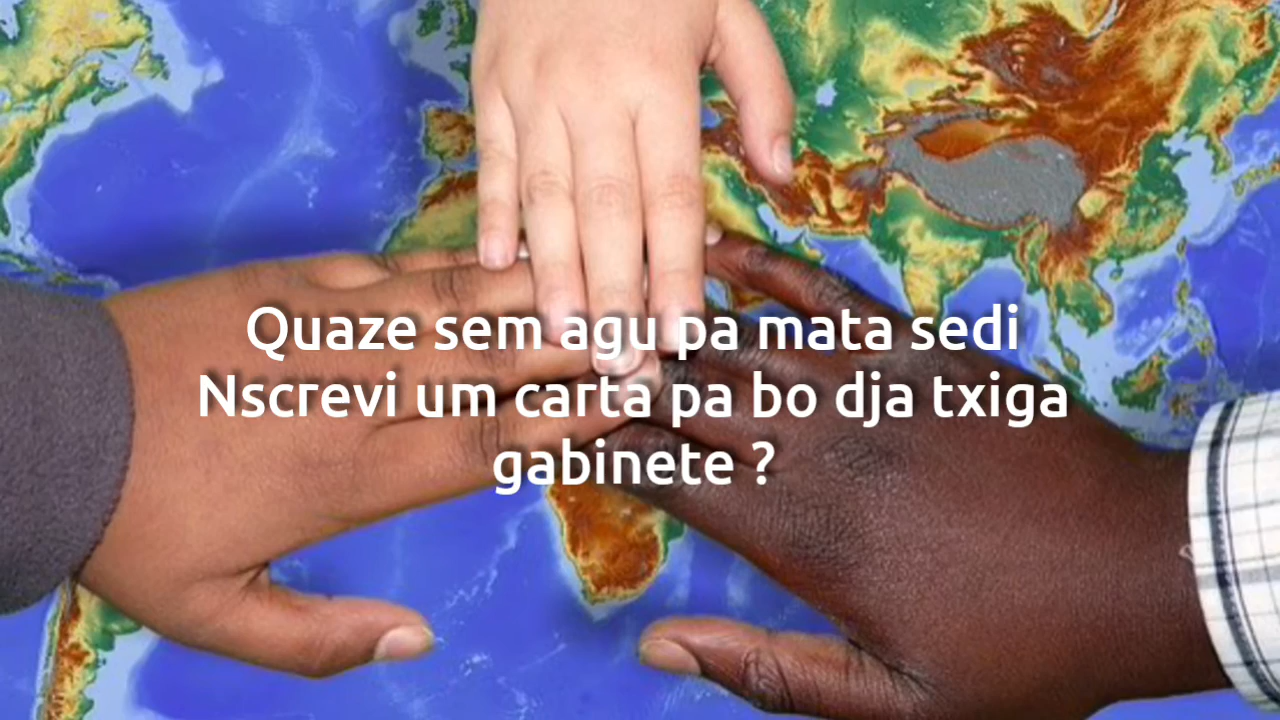 Quaze sem agu pa mata sedi
Nscrevi um carta pa bo dja txiga
gabinete ?